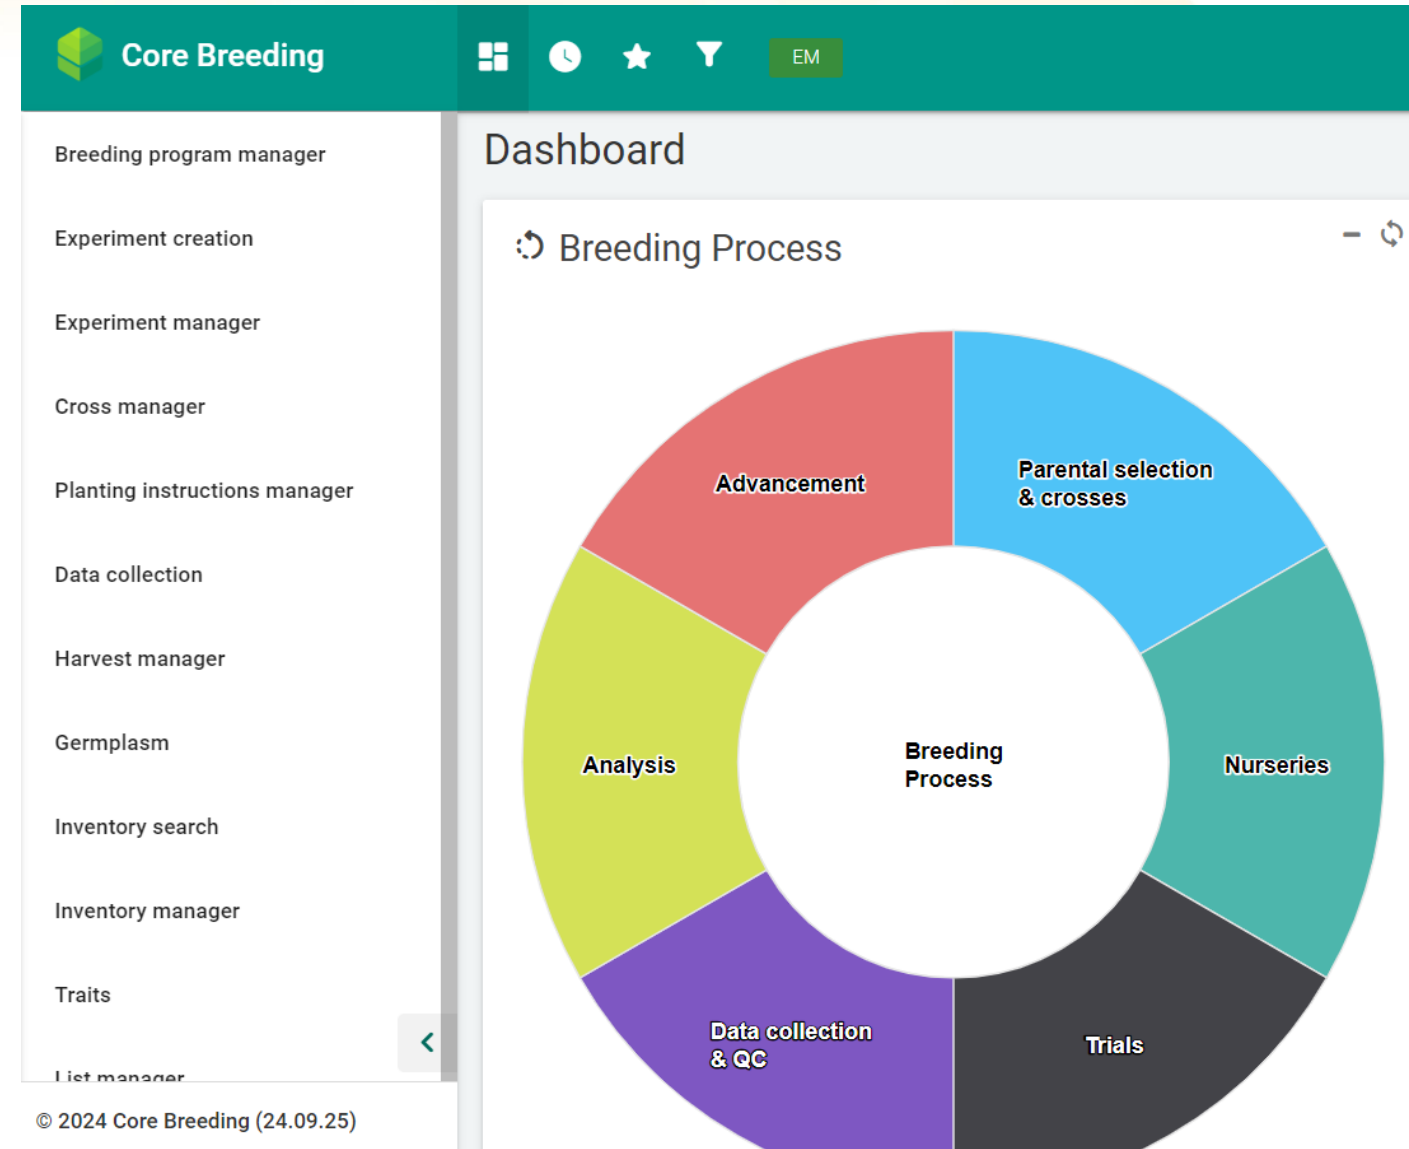 Core Breeding
EM
Breeding program manager
Experiment creation
Experiment manager
Cross manager
Planting instructions manager
Data collection
Harvest manager
Germplasm
Inventory search
Inventory manager
Traits
List manager
© 2024 Core Breeding (24.09.25)
Dashboard
Breeding Process
Advancement
Parental selection
& crosses
Analysis
Breeding
Process
Nurseries
Data collection
& QC
Trials